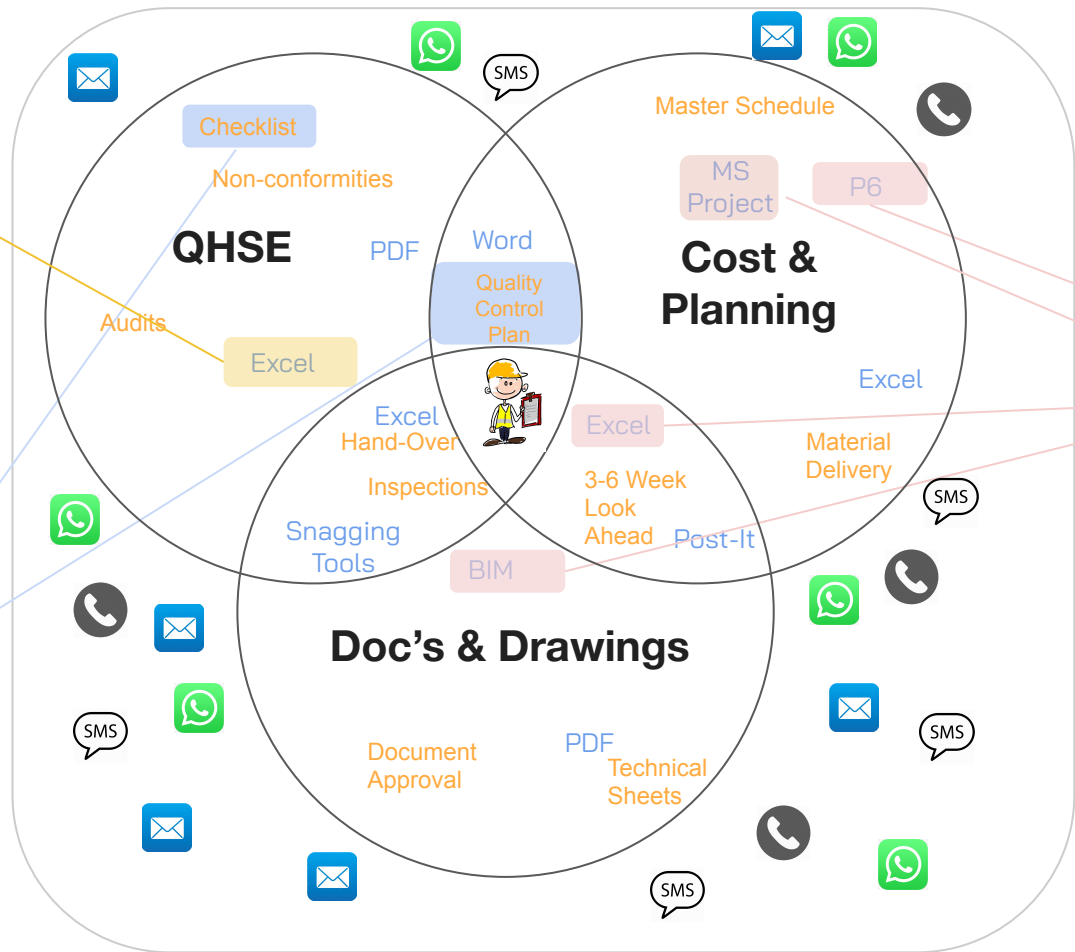 SMS
Master Schedule
Checklist
Non-conformities
MS
Project
P6
QHSE
PDF
Word
Cost &
Planning
Quality
Control
Plan
Audits
Excel
Excel
Excel
Hand-Over
Excel
Material
Delivery
Inspections
3-6 Week
Look
Ahead
Post-It
SMS
Snagging
Tools
BIM
Doc's & Drawings
SMS
SMS
Document
Approval
PDF
Technical
Sheets
SMS